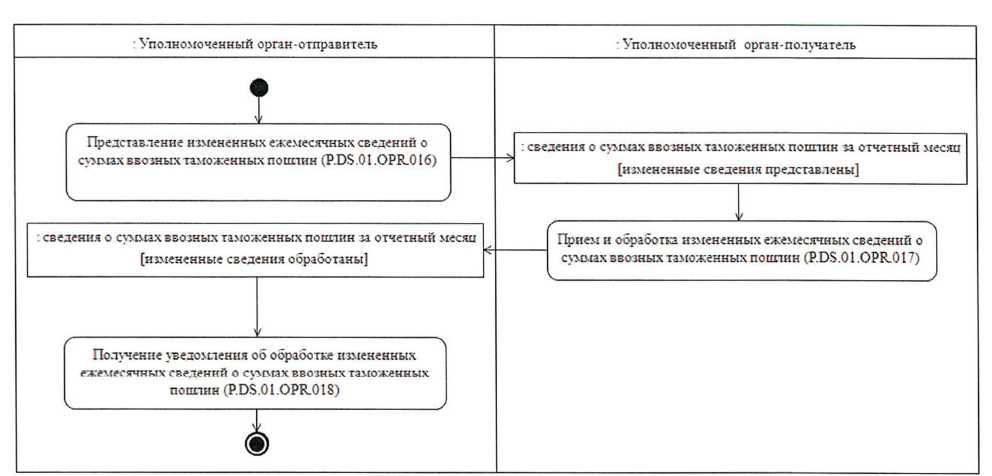 : Уполномоченный орган-отправитель
: Уполномоченный орган-получатель
Представление измененных ежемесячных сведений о
суммах ввозных таможенных пошлин (P.DS.01.OPR.016)
: сведения о суммах ввозных таможенных пошлин за отчетный месяц
[измененные сведения представлены]
Прием и обработка измененных ежемесячных сведений о
суммах ввозных таможенных пошлин (P.DS.01.OPR.017)
: сведения о суммах ввозных таможенных пошлин за отчетный месяц
[измененные сведения обработаны]
Получение уведомления об обработке измененных
ежемесячных сведений о суммах ввозных таможенных
пошлин (P.DS.01.OPR.018)